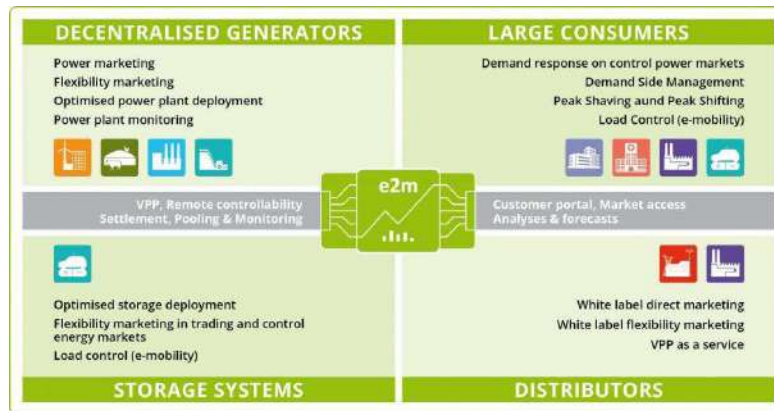 DECENTRALISED GENERATORS
Power marketing
Flexibility marketing
Optimised power plant deployment
Power plant monitoring
LARGE CONSUMERS
Demand response on control power markets
Demand Side Management
Peak Shaving aund Peak Shifting
Load Control (e-mobility)
VPP, Remote controllability
Settlement, Pooling & Monitoring
e2m
Customer portal, Market access
Analyses & forecasts
Optimised storage deployment
Flexibility marketing in trading and control
energy markets
Load control (e-mobility)
STORAGE SYSTEMS
White label direct marketing
White label flexibility marketing
VPP as a service
DISTRIBUTORS